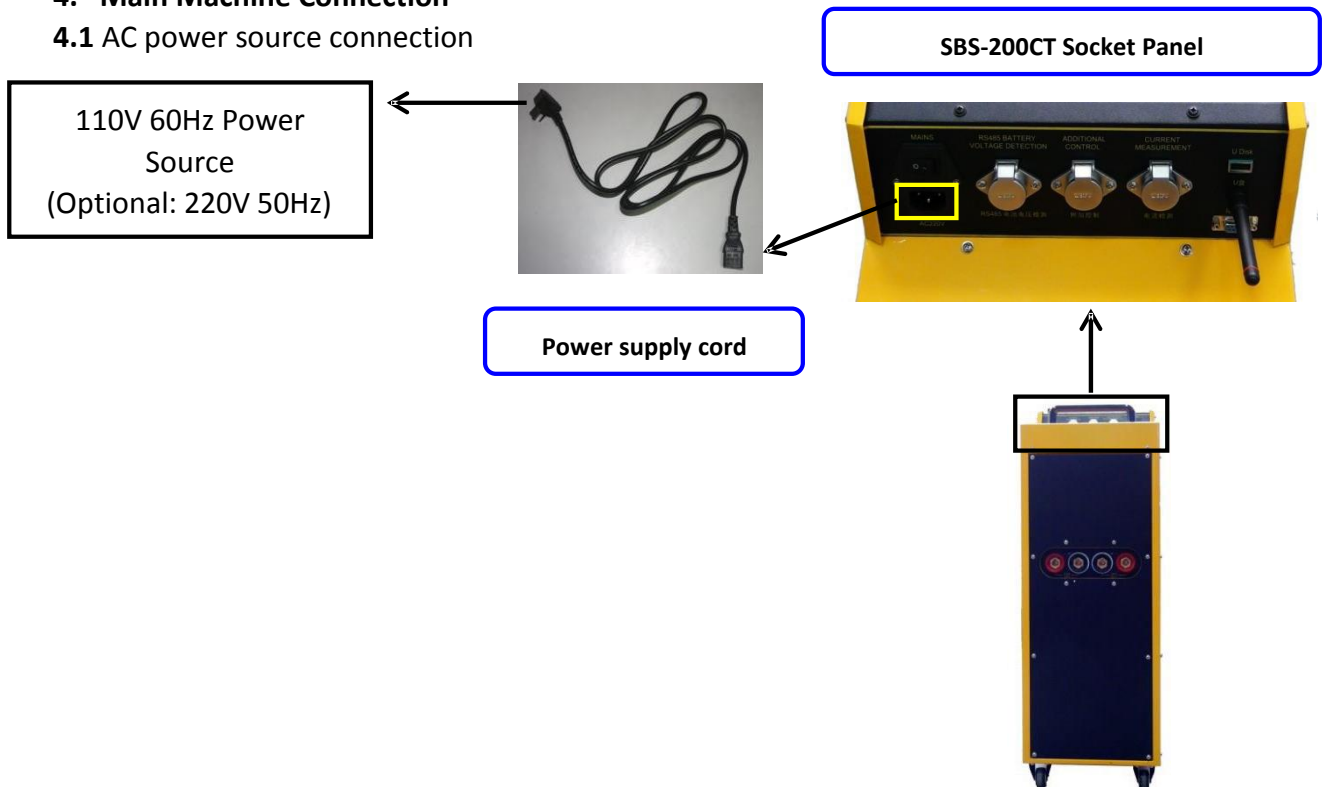 4. Main Machine Connection
4.1 AC power source connection
SBS-200CT Socket Panel
110V 60Hz Power
Source
(Optional: 220V 50Hz)
MAINS
RS485 BATTERY
VOLTAGE DETECTION
ADDITIONAL
CONTROL
CURRENT
MEASUREMENT
U Disk
AC220V
Power supply cord